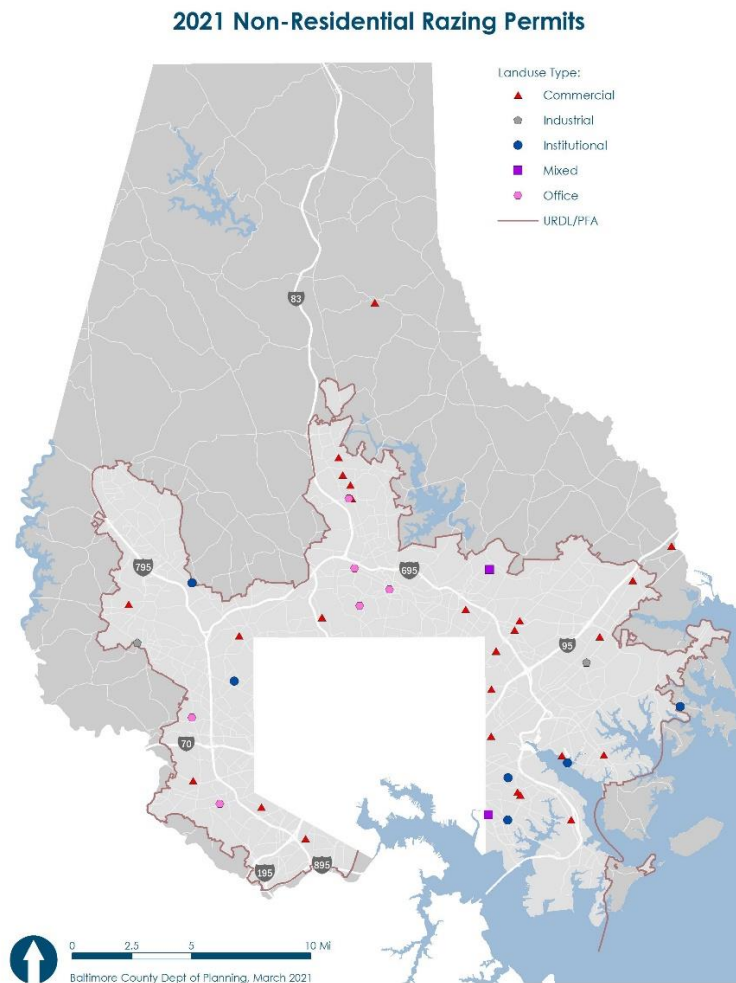 2021 Non-Residential Razing Permits
Landuse Type:
Commercial
Industrial
Institutional
Mixed
Office
URDL/PFA
83
795
695
95
70
195
895
0 2.5 5 10 Mi
Baltimore County Dept of Planning, March 2021